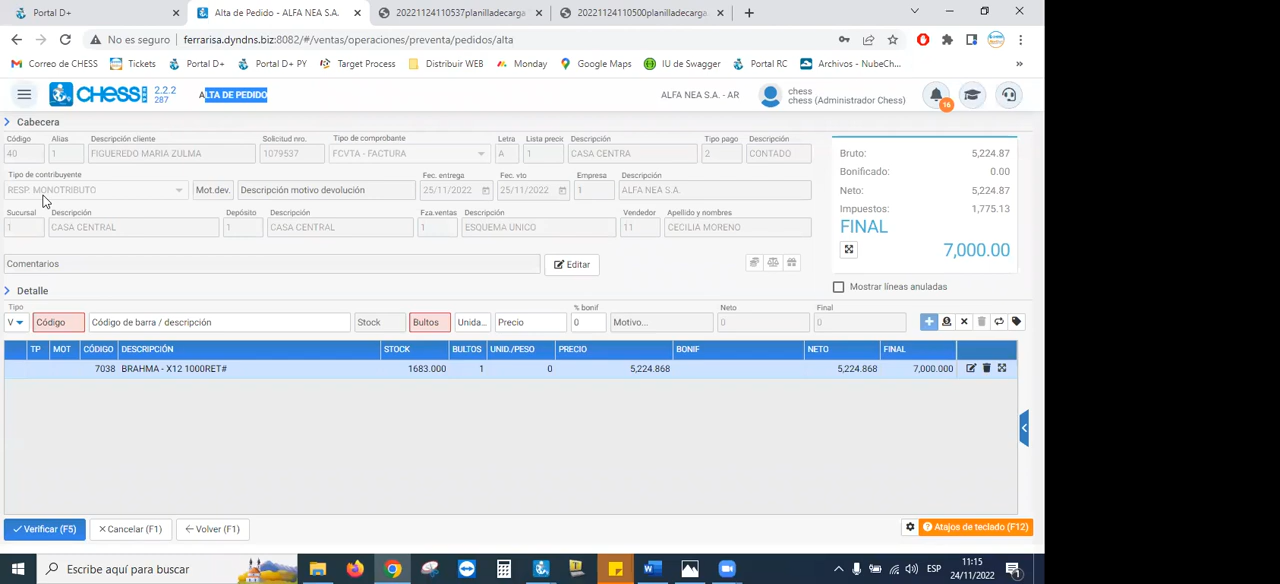 Portal D+
Alta de Pedido - ALFA NEA S.A. - AR
20221124110537planilladecarga
20221124110500planilladecarga.
No es seguro ferrarisa.dyndns.biz:8082/#/ventas/operaciones/preventa/pedidos/alta
Correo de CHESS Tickets Portal D+ Portal D+ PY Target Process Distribuir WEB Monday Google Maps IU de Swagger Portal RC Archivos - NubeChe... »
CHESS 2.2.2 287 ALTA DE PEDIDO ALFA NEA S.A. - AR chess chess (Administrador Chess) 16
Cabecera
Código Alias Descripción cliente Solicitud nro. Tipo de comprobante Letra Lista precio Descripción Tipo pago Descripción
40 1 FIGUEREDO MARIA ZULMA 1079537 FCVTA - FACTURA A 1 CASA CENTRA 2 CONTADO
Tipo de contribuyente Fec. entrega Fec. vto Empresa Descripción
RESP. MONOTRIBUTO Mot.dev. Descripción motivo devolución 25/11/2022 25/11/2022 1 ALFA NEA S.A.
Sucursal Descripción Depósito Descripción Fza.ventas Descripción Vendedor Apellido y nombres
1 CASA CENTRAL 1 CASA CENTRAL 1 ESQUEMA UNICO 11 CECILIA MORENO
Bruto: 5,224.87
Bonificado: 0.00
Neto: 5,224.87
Impuestos: 1,775.13
FINAL
7,000.00
Comentarios Editar
Mostrar líneas anuladas
Detalle
Tipo % bonif Neto Final
V Código Código de barra / descripción Stock Bultos Unida... Precio 0 Motivo... 0 0
TP MOT CÓDIGO DESCRIPCIÓN STOCK BULTOS UNID./PESO PRECIO BONIF NETO FINAL
7038 BRAHMA - X12 1000RET# 1683.000 1 0 5,224.868 5,224.868 7,000.000
Verificar (F5) Cancelar (F1) Volver (F1) Atajos de teclado (F12)
Escribe aquí para buscar ESP 11:15
24/11/2022 1